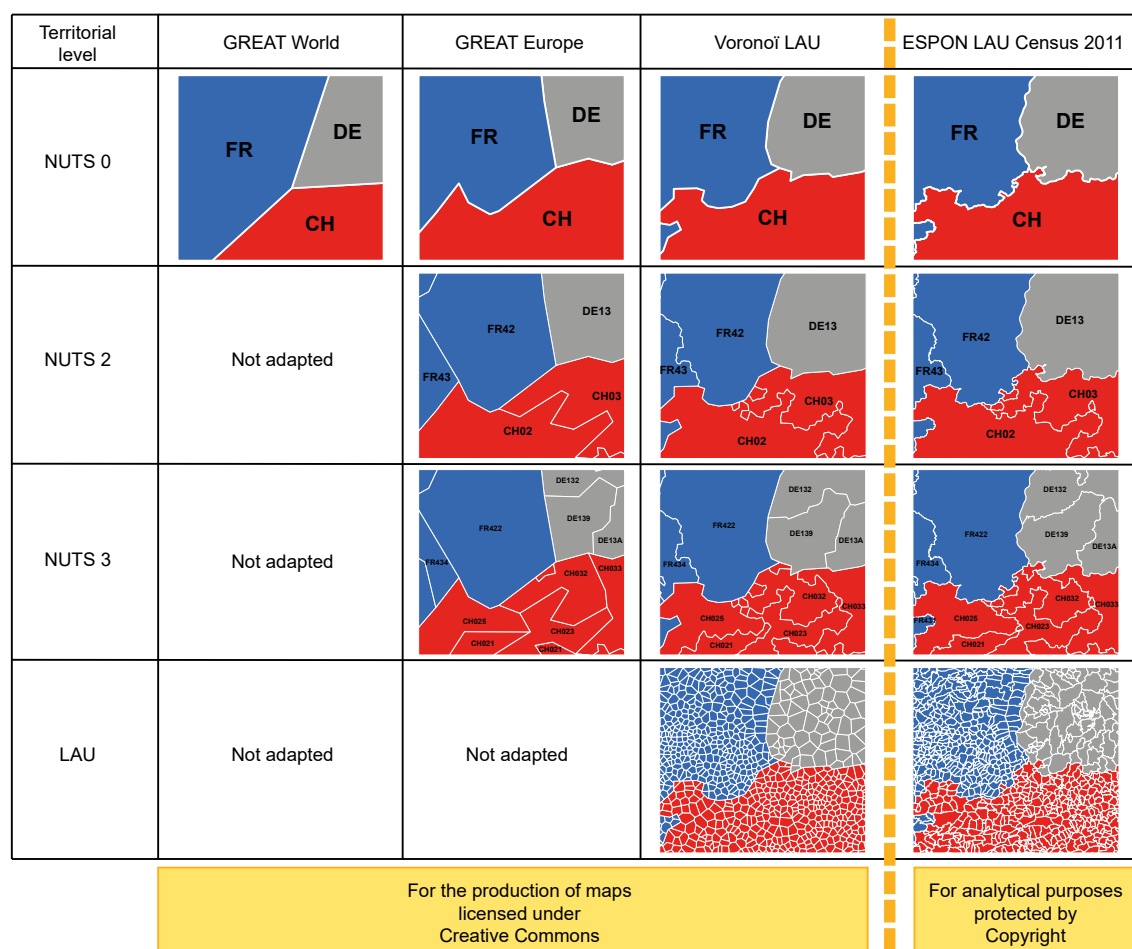 Territorial
level
GREAT World
GREAT Europe
Voronoï LAU
ESPON LAU Census 2011
NUTS 0
FR
DE
CH
FR
DE
CH
FR
DE
CH
FR
DE
CH
NUTS 2
Not adapted
FR42
DE13
FR43
CH03
CH02
FR42
DE13
FR43
CH03
CH02
FR42
DE13
FR43
CH03
CH02
NUTS 3
Not adapted
DE132
FR422
DE139
DE13A
FR434
CH032
CH033
CH025
CH023
CH021
CH021
DE132
FR422
DE139
DE13A
FR434
CH032
CH033
CH025
CH023
CH021
DE132
FR422
DE139
DE13A
FR434
CH032
CH033
FR431
CH025
CH023
CH021
LAU
Not adapted
Not adapted
For the production of maps
licensed under
Creative Commons
For analytical purposes
protected by
Copyright